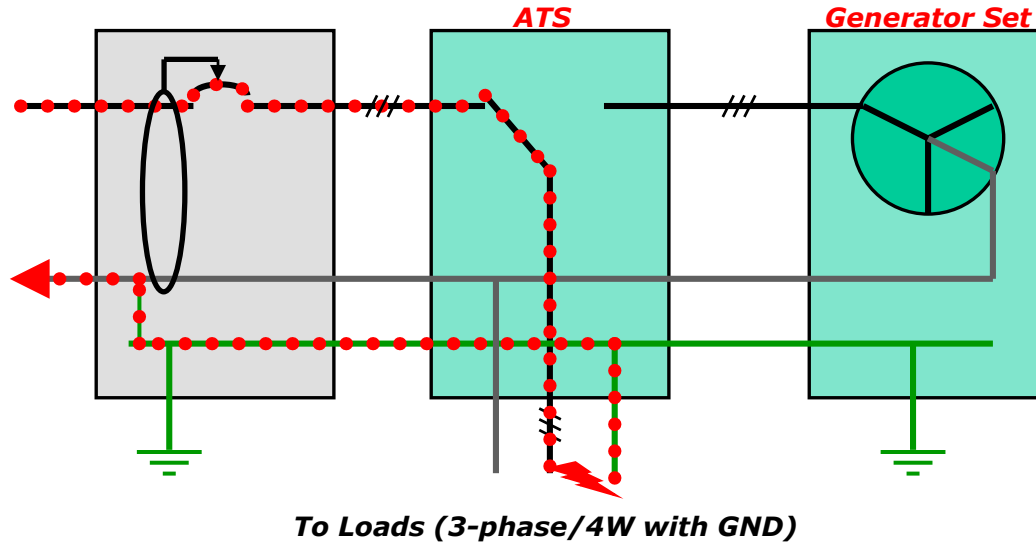 ATS
Generator Set
To Loads (3-phase/4W with GND)